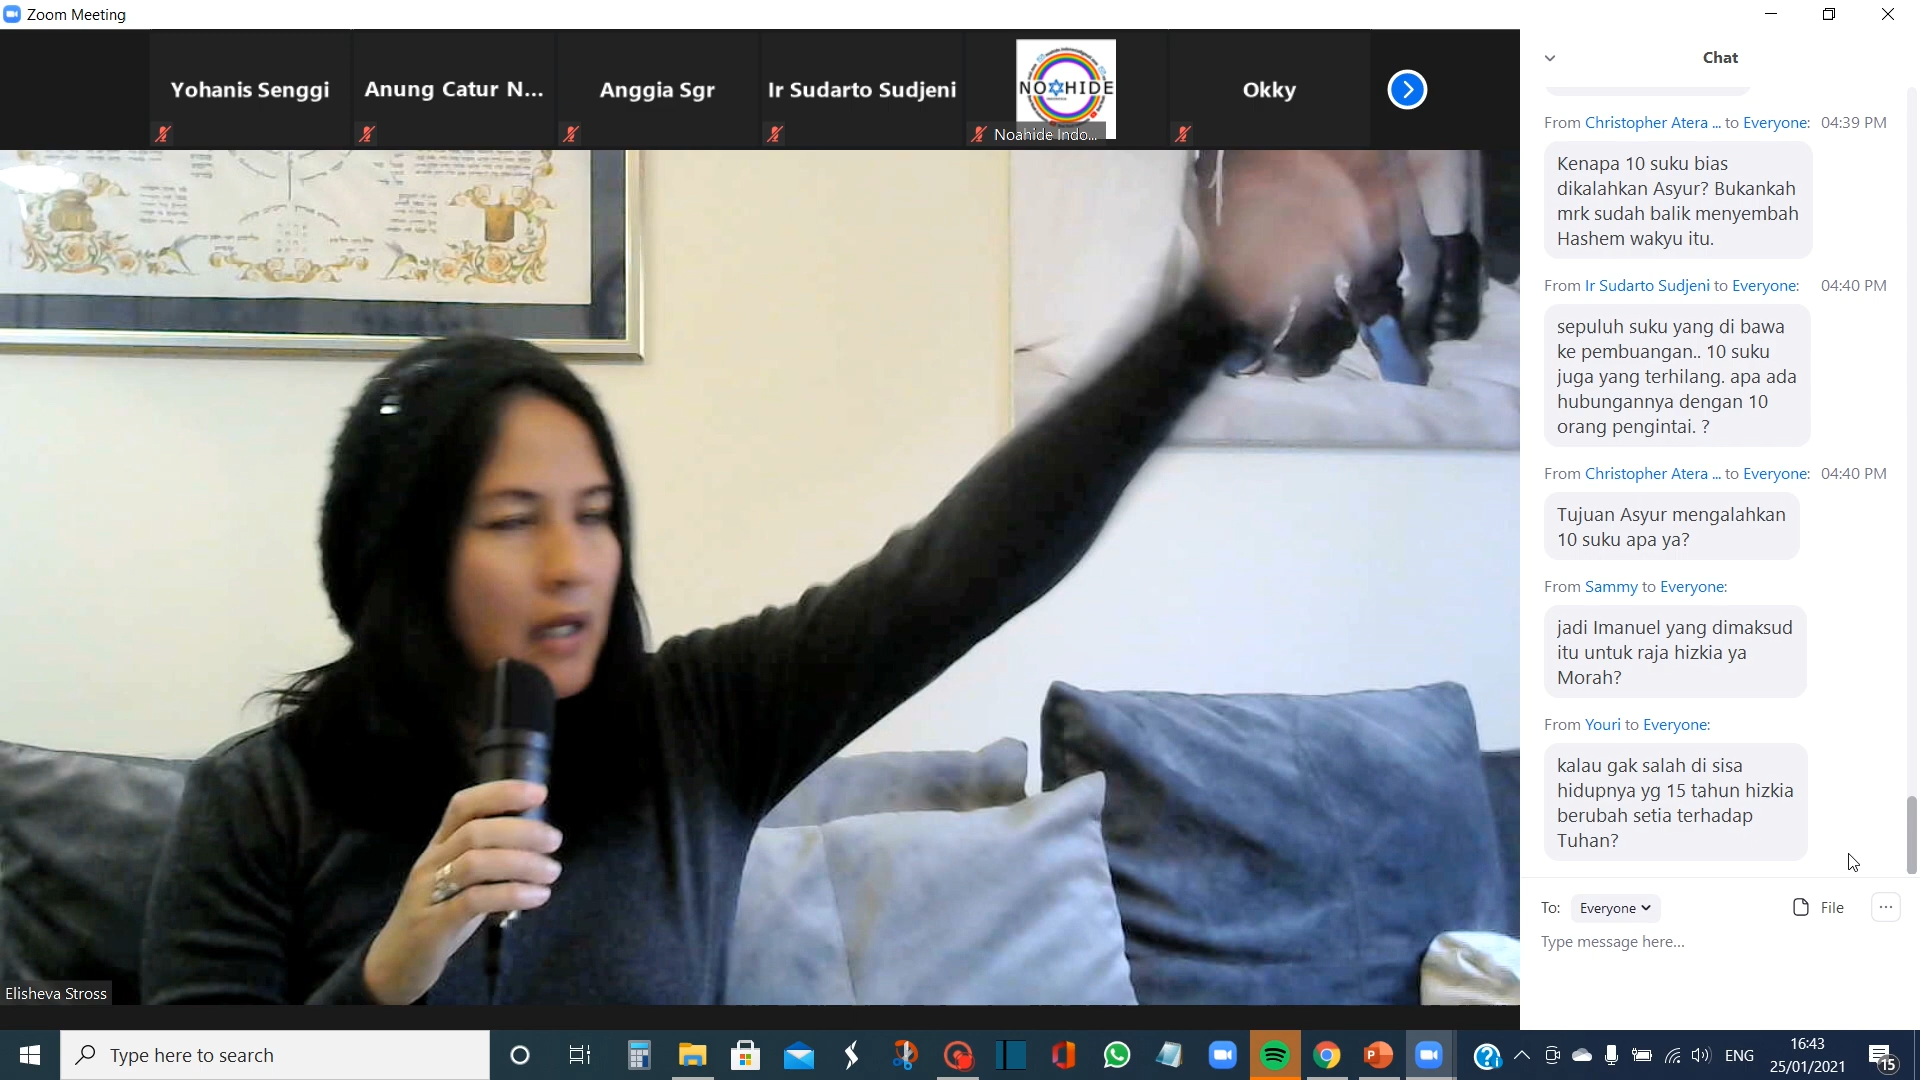 Zoom Meeting
Yohanis Senggi
Anung Catur N...
Anggia Sgr
Ir Sudarto Sudjeni
NOAHIDE
Noahide Indo...
Okky
Elisheva Stross
Chat
From Christopher Atera ... to Everyone: 04:39 PM
Kenapa 10 suku bias
dikalahkan Asyur? Bukankah
mrk sudah balik menyembah
Hashem wakyu itu.
From Ir Sudarto Sudjeni to Everyone: 04:40 PM
sepuluh suku yang di bawa
ke pembuangan.. 10 suku
juga yang terhilang. apa ada
hubungannya dengan 10
orang pengintai. ?
From Christopher Atera ... to Everyone: 04:40 PM
Tujuan Asyur mengalahkan
10 suku apa ya?
From Sammy to Everyone:
jadi Imanuel yang dimaksud
itu untuk raja hizkia ya
Morah?
From Youri to Everyone:
kalau gak salah di sisa
hidupnya yg 15 tahun hizkia
berubah setia terhadap
Tuhan?
To: Everyone File ...
Type message here...
Type here to search
ENG
16:43
25/01/2021
15